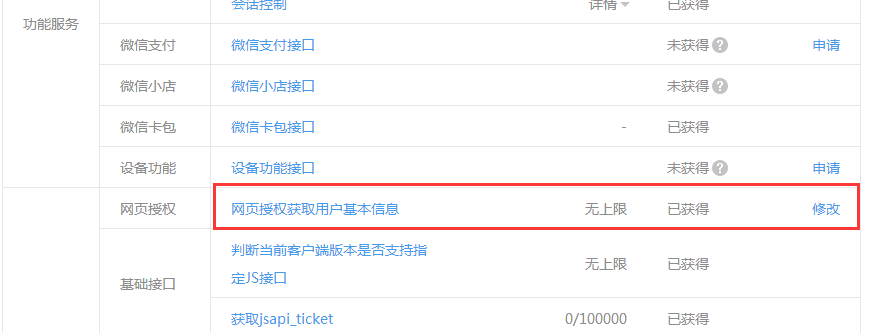 会话控制 详情 已获得
功能服务
微信支付 微信支付接口 未获得 ? 申请
微信小店 微信小店接口 未获得 ?
微信卡包 微信卡包接口 - 已获得
设备功能 设备功能接口 未获得 ? 申请
网页授权 网页授权获取用户基本信息 无上限 已获得 修改
基础接口
判断当前客户端版本是否支持指
定JS接口 无上限 已获得
获取jsapi_ticket 0/100000 已获得